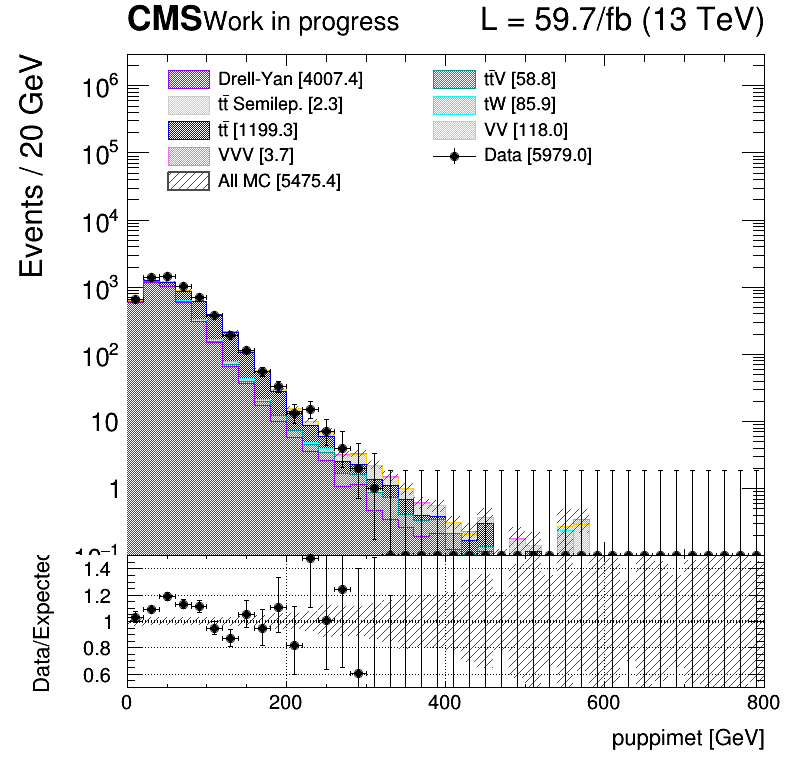 CMS Work in progress L = 59.7/fb (13 TeV)
Events / 20 GeV
Drell-Yan [4007.4]
tt̄ Semilep. [2.3]
tt̄ [1199.3]
VVV [3.7]
All MC [5475.4]
tt̄V [58.8]
tW [85.9]
VV [118.0]
Data [5979.0]
10⁶
10⁵
10⁴
10³
10²
10
1
10⁻¹
Data/Expected
1.4
1.2
1
0.8
0.6
0 200 400 600 800
puppimet [GeV]